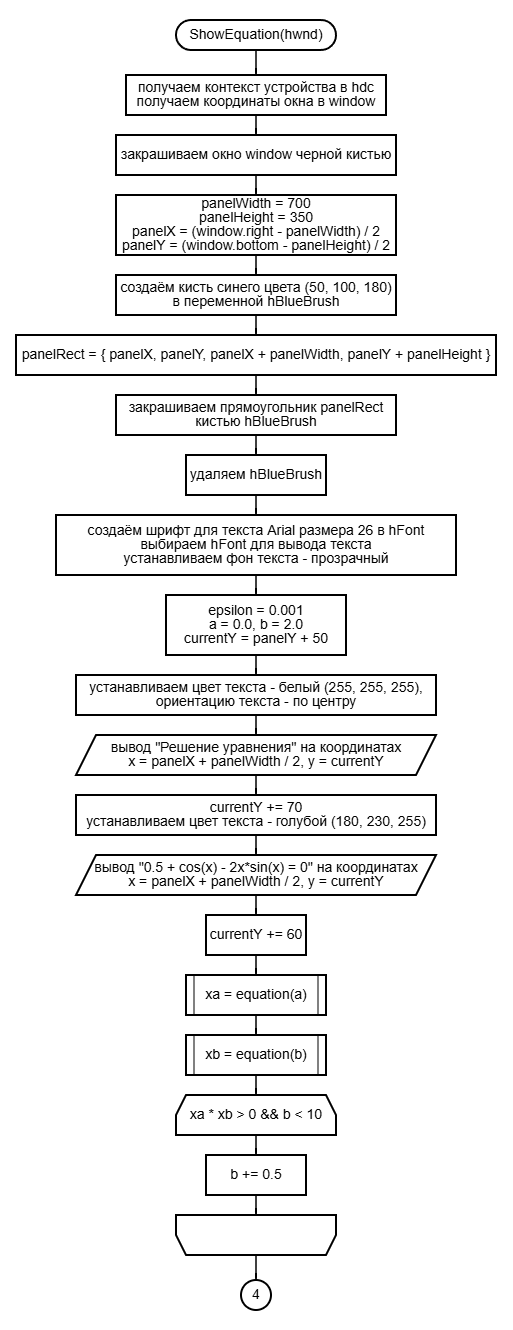 ShowEquation(hwnd)
получаем контекст устройства в hdc
получаем координаты окна в window
закрашиваем окно window черной кистью
panelWidth = 700
panelHeight = 350
panelX = (window.right - panelWidth) / 2
panelY = (window.bottom - panelHeight) / 2
создаём кисть синего цвета (50, 100, 180)
в переменной hBlueBrush
panelRect = { panelX, panelY, panelX + panelWidth, panelY + panelHeight }
закрашиваем прямоугольник panelRect
кистью hBlueBrush
удаляем hBlueBrush
создаём шрифт для текста Arial размера 26 в hFont
выбираем hFont для вывода текста
устанавливаем фон текста - прозрачный
epsilon = 0.001
a = 0.0, b = 2.0
currentY = panelY + 50
устанавливаем цвет текста - белый (255, 255, 255),
ориентацию текста - по центру
вывод "Решение уравнения" на координатах
x = panelX + panelWidth / 2, y = currentY
currentY += 70
устанавливаем цвет текста - голубой (180, 230, 255)
вывод "0.5 + cos(x) - 2x*sin(x) = 0" на координатах
x = panelX + panelWidth / 2, y = currentY
currentY += 60
xa = equation(a)
xb = equation(b)
xa * xb > 0 && b < 10
b += 0.5
4